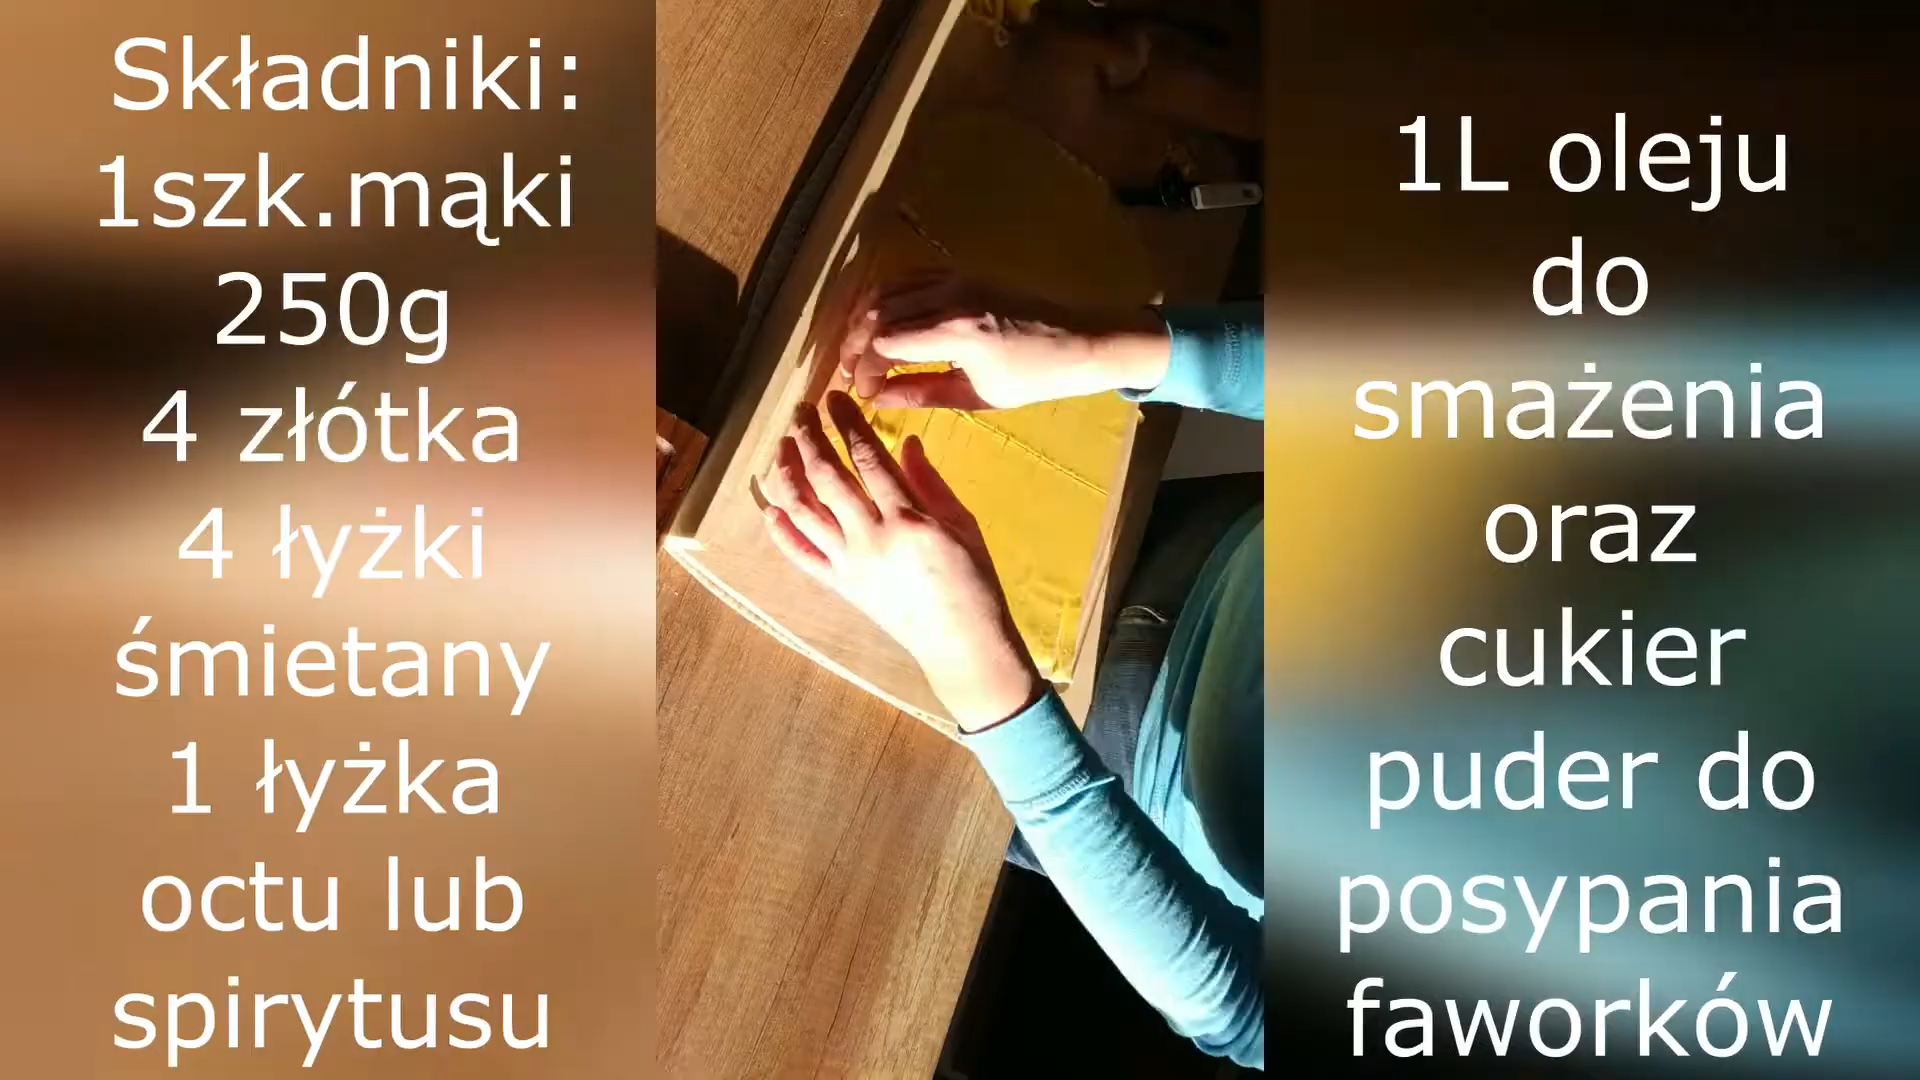 Składniki:
1szk.mąki
250g
4 złótka
4 łyżki
śmietany
1 łyżka
octu lub
spirytusu
1L oleju
do
smażenia
oraz
cukier
puder do
posypania
faworków